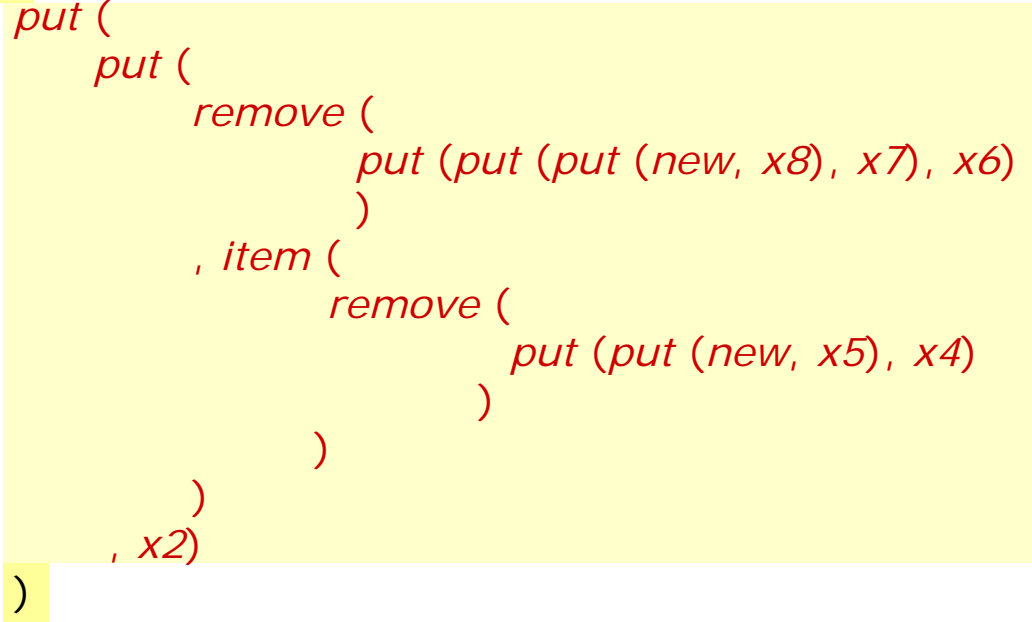 put (
put (
remove (
put (put (put (new, x8), x7), x6)
)
, item (
remove (
put (put (new, x5), x4)
)
)
)
, x2)
)